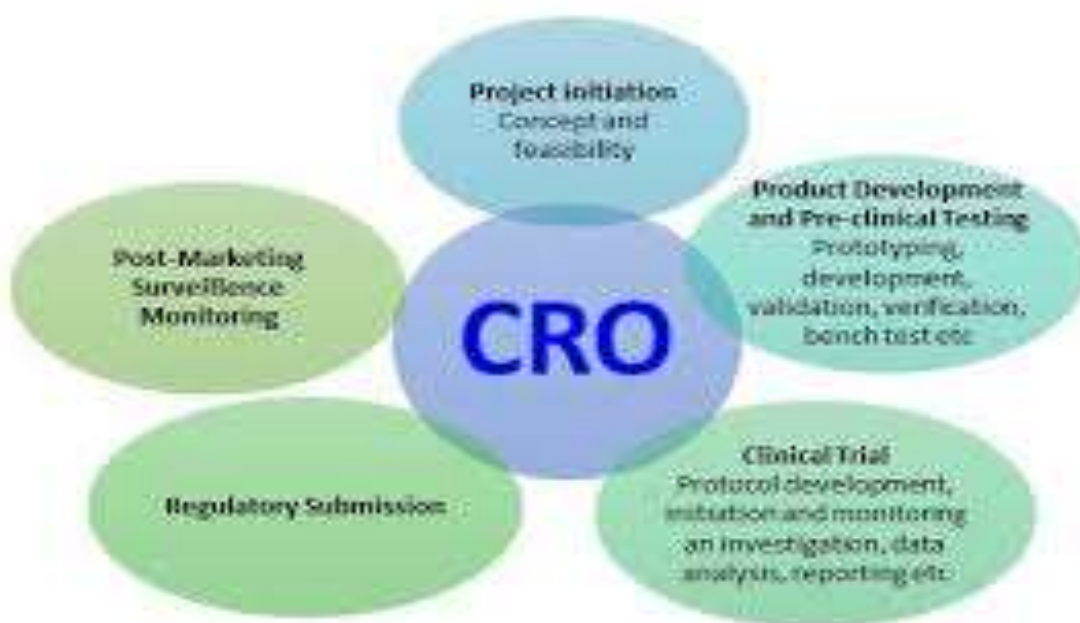 Project initiation
Concept and
feasibility
Product Development
and Pre-clinical Testing
Prototyping,
development,
validation, verification,
bench test etc
Clinical Trial
Protocol development,
initiation and monitoring
an investigation, data
analysis, reporting etc
Regulatory Submission
Post-Marketing
Surveillence
Monitoring
CRO